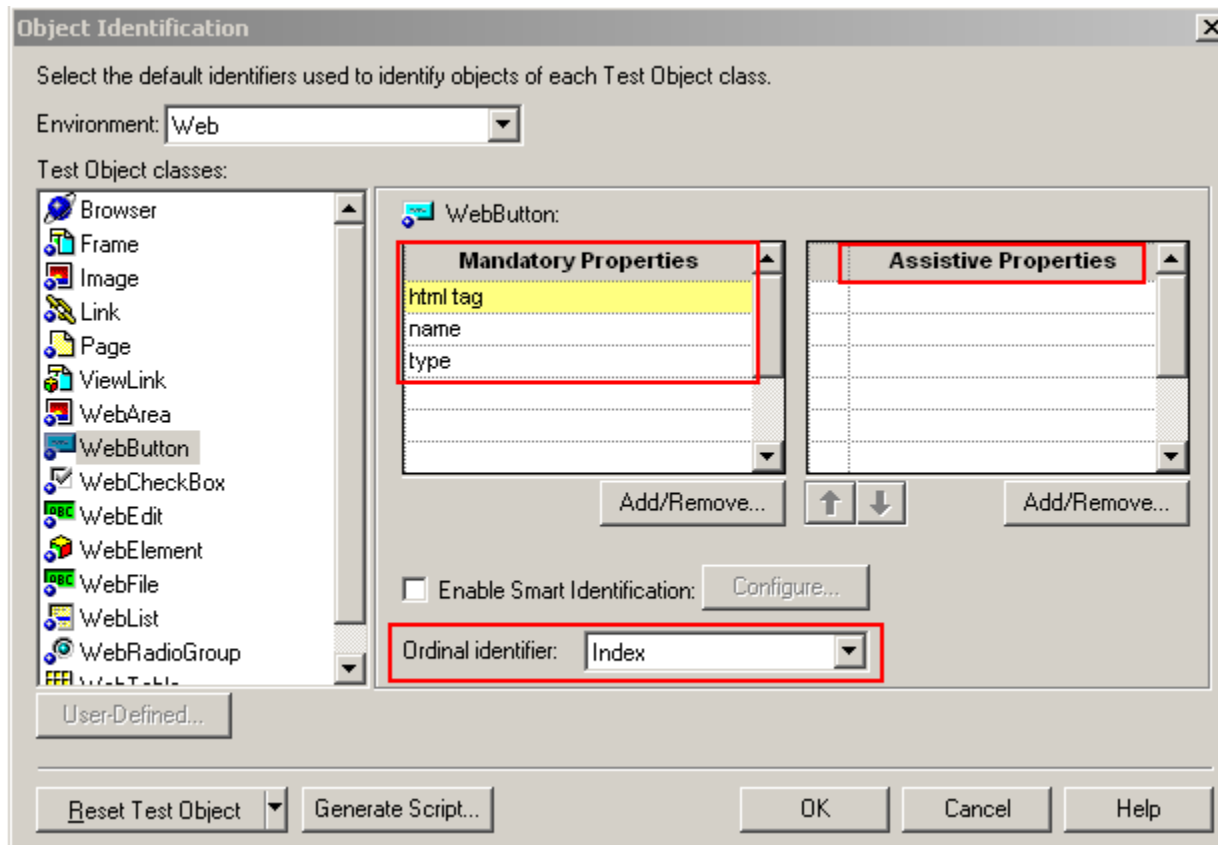 Object Identification
Select the default identifiers used to identify objects of each Test Object class.
Environment: Web
Test Object classes:
Browser
Frame
Image
Link
Page
ViewLink
WebArea
WebButton
WebCheckBox
WebEdit
WebElement
WebFile
WebList
WebRadioGroup
WebTable
User-Defined...
WebButton:
Mandatory Properties
html tag
name
type
Add/Remove...
Assistive Properties
Add/Remove...
Enable Smart Identification: Configure...
Ordinal identifier: Index
Reset Test Object Generate Script... OK Cancel Help